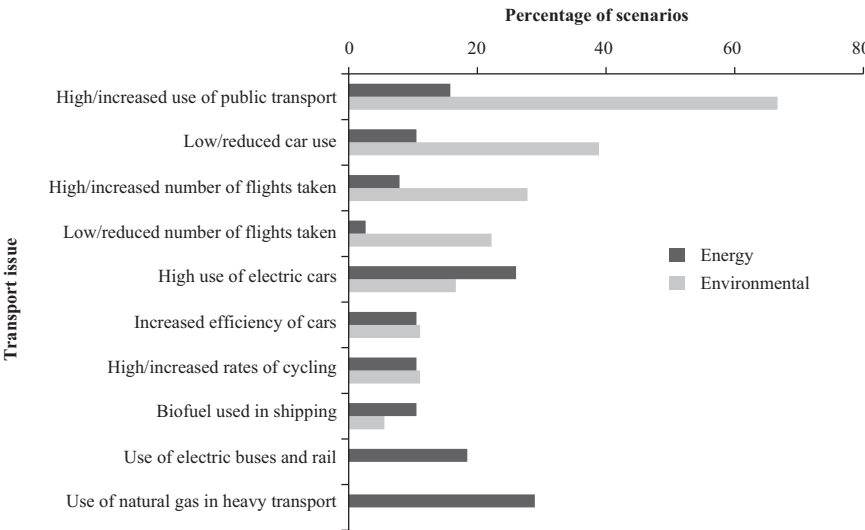 Percentage of scenarios
0 20 40 60 80
High/increased use of public transport
Low/reduced car use
High/increased number of flights taken
Low/reduced number of flights taken
High use of electric cars
Increased efficiency of cars
High/increased rates of cycling
Biofuel used in shipping
Use of electric buses and rail
Use of natural gas in heavy transport
Transport issue
Energy
Environmental